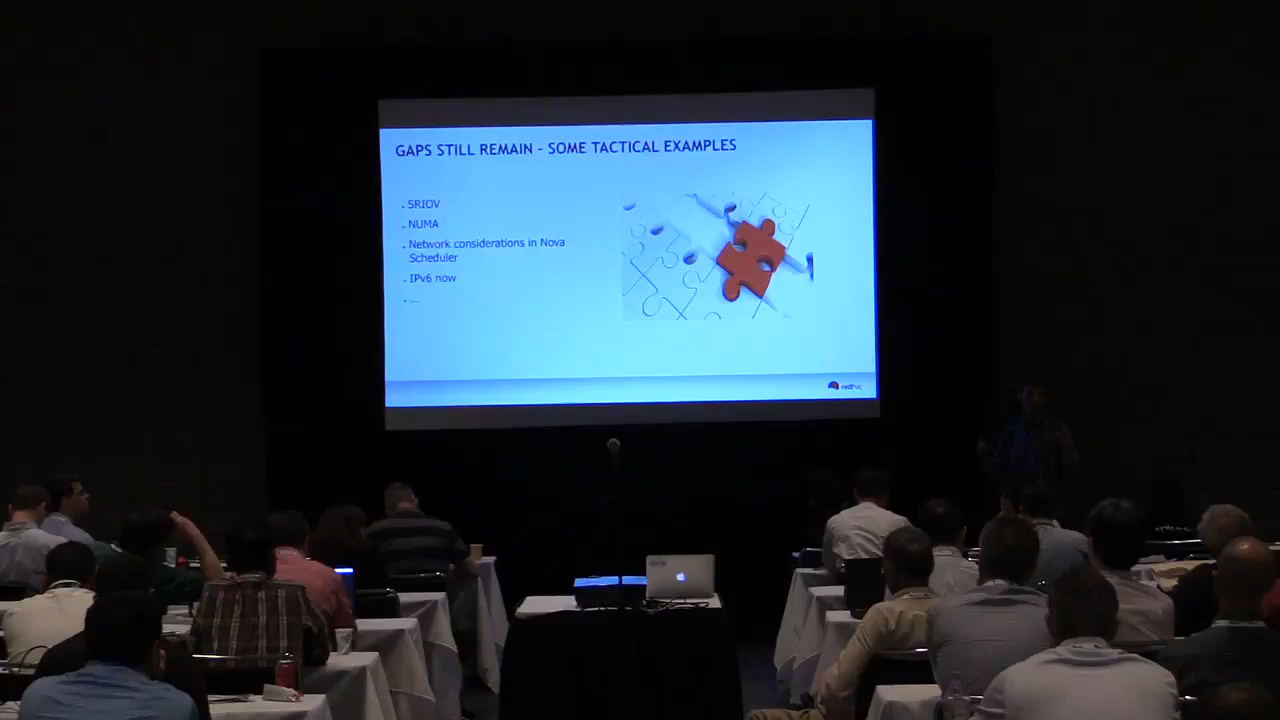 GAPS STILL REMAIN – SOME TACTICAL EXAMPLES
. SRIOV
. NUMA
. Network considerations in Nova
Scheduler
. IPv6 now
. ...
redhat